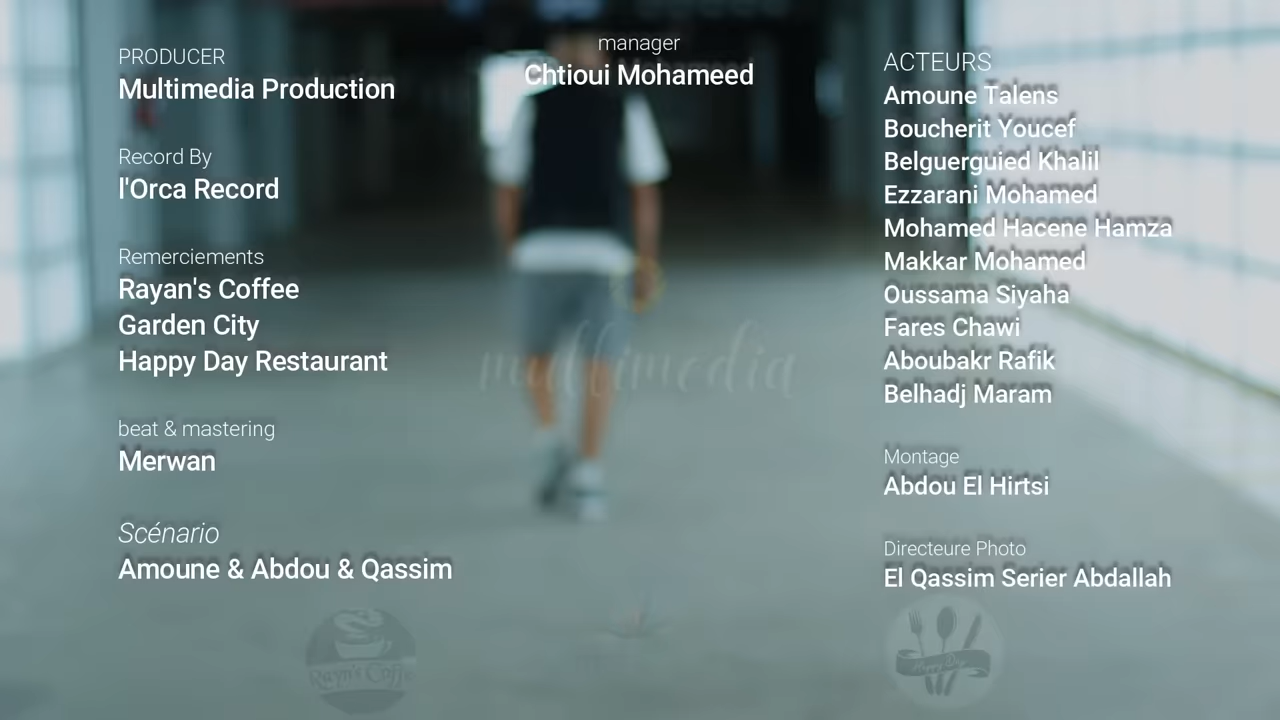 PRODUCER
Multimedia Production
Record By
l'Orca Record
Remerciements
Rayan's Coffee
Garden City
Happy Day Restaurant
beat & mastering
Merwan
Scénario
Amoune & Abdou & Qassim
manager
Chtioui Mohameed
multimedia
ACTEURS
Amoune Talens
Boucherit Youcef
Belguerguied Khalil
Ezzarani Mohamed
Mohamed Hacene Hamza
Makkar Mohamed
Oussama Siyaha
Fares Chawi
Aboubakr Rafik
Belhadj Maram
Montage
Abdou El Hirtsi
Directeure Photo
El Qassim Serier Abdallah
Happy Day